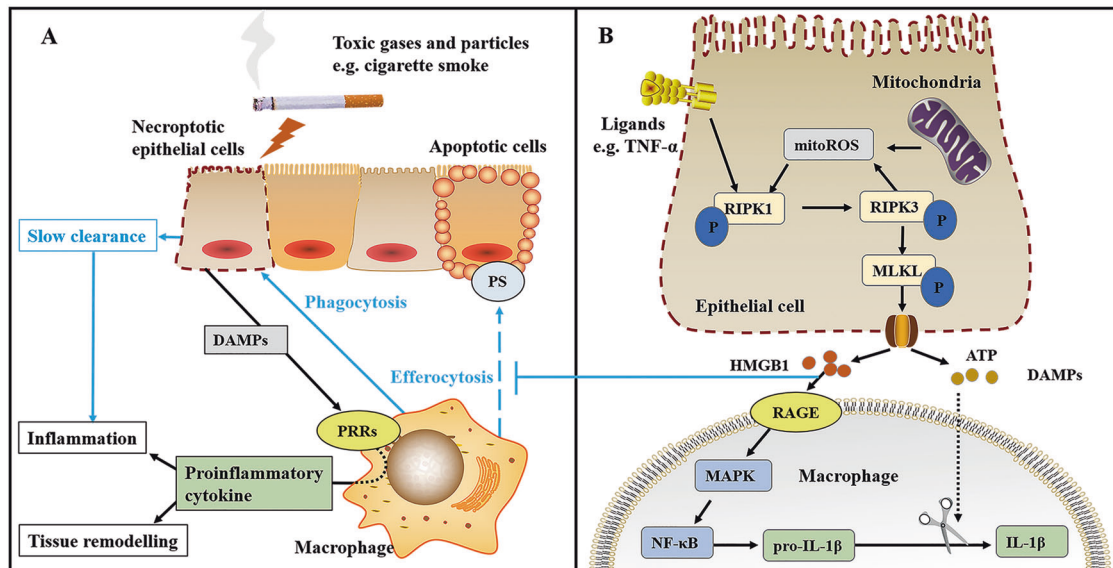 A
Toxic gases and particles
e.g. cigarette smoke
Necroptotic
epithelial cells
Apoptotic cells
Slow clearance
PS
Phagocytosis
DAMPs
Efferocytosis
PRRs
Inflammation
Proinflammatory
cytokine
Tissue remodelling
Macrophage
B
Mitochondria
Ligands
e.g. TNF-α
mitoROS
RIPK1
P
RIPK3
P
MLKL
P
Epithelial cell
HMGB1
ATP
DAMPs
RAGE
MAPK
Macrophage
NF-κB
pro-IL-1β
IL-1β